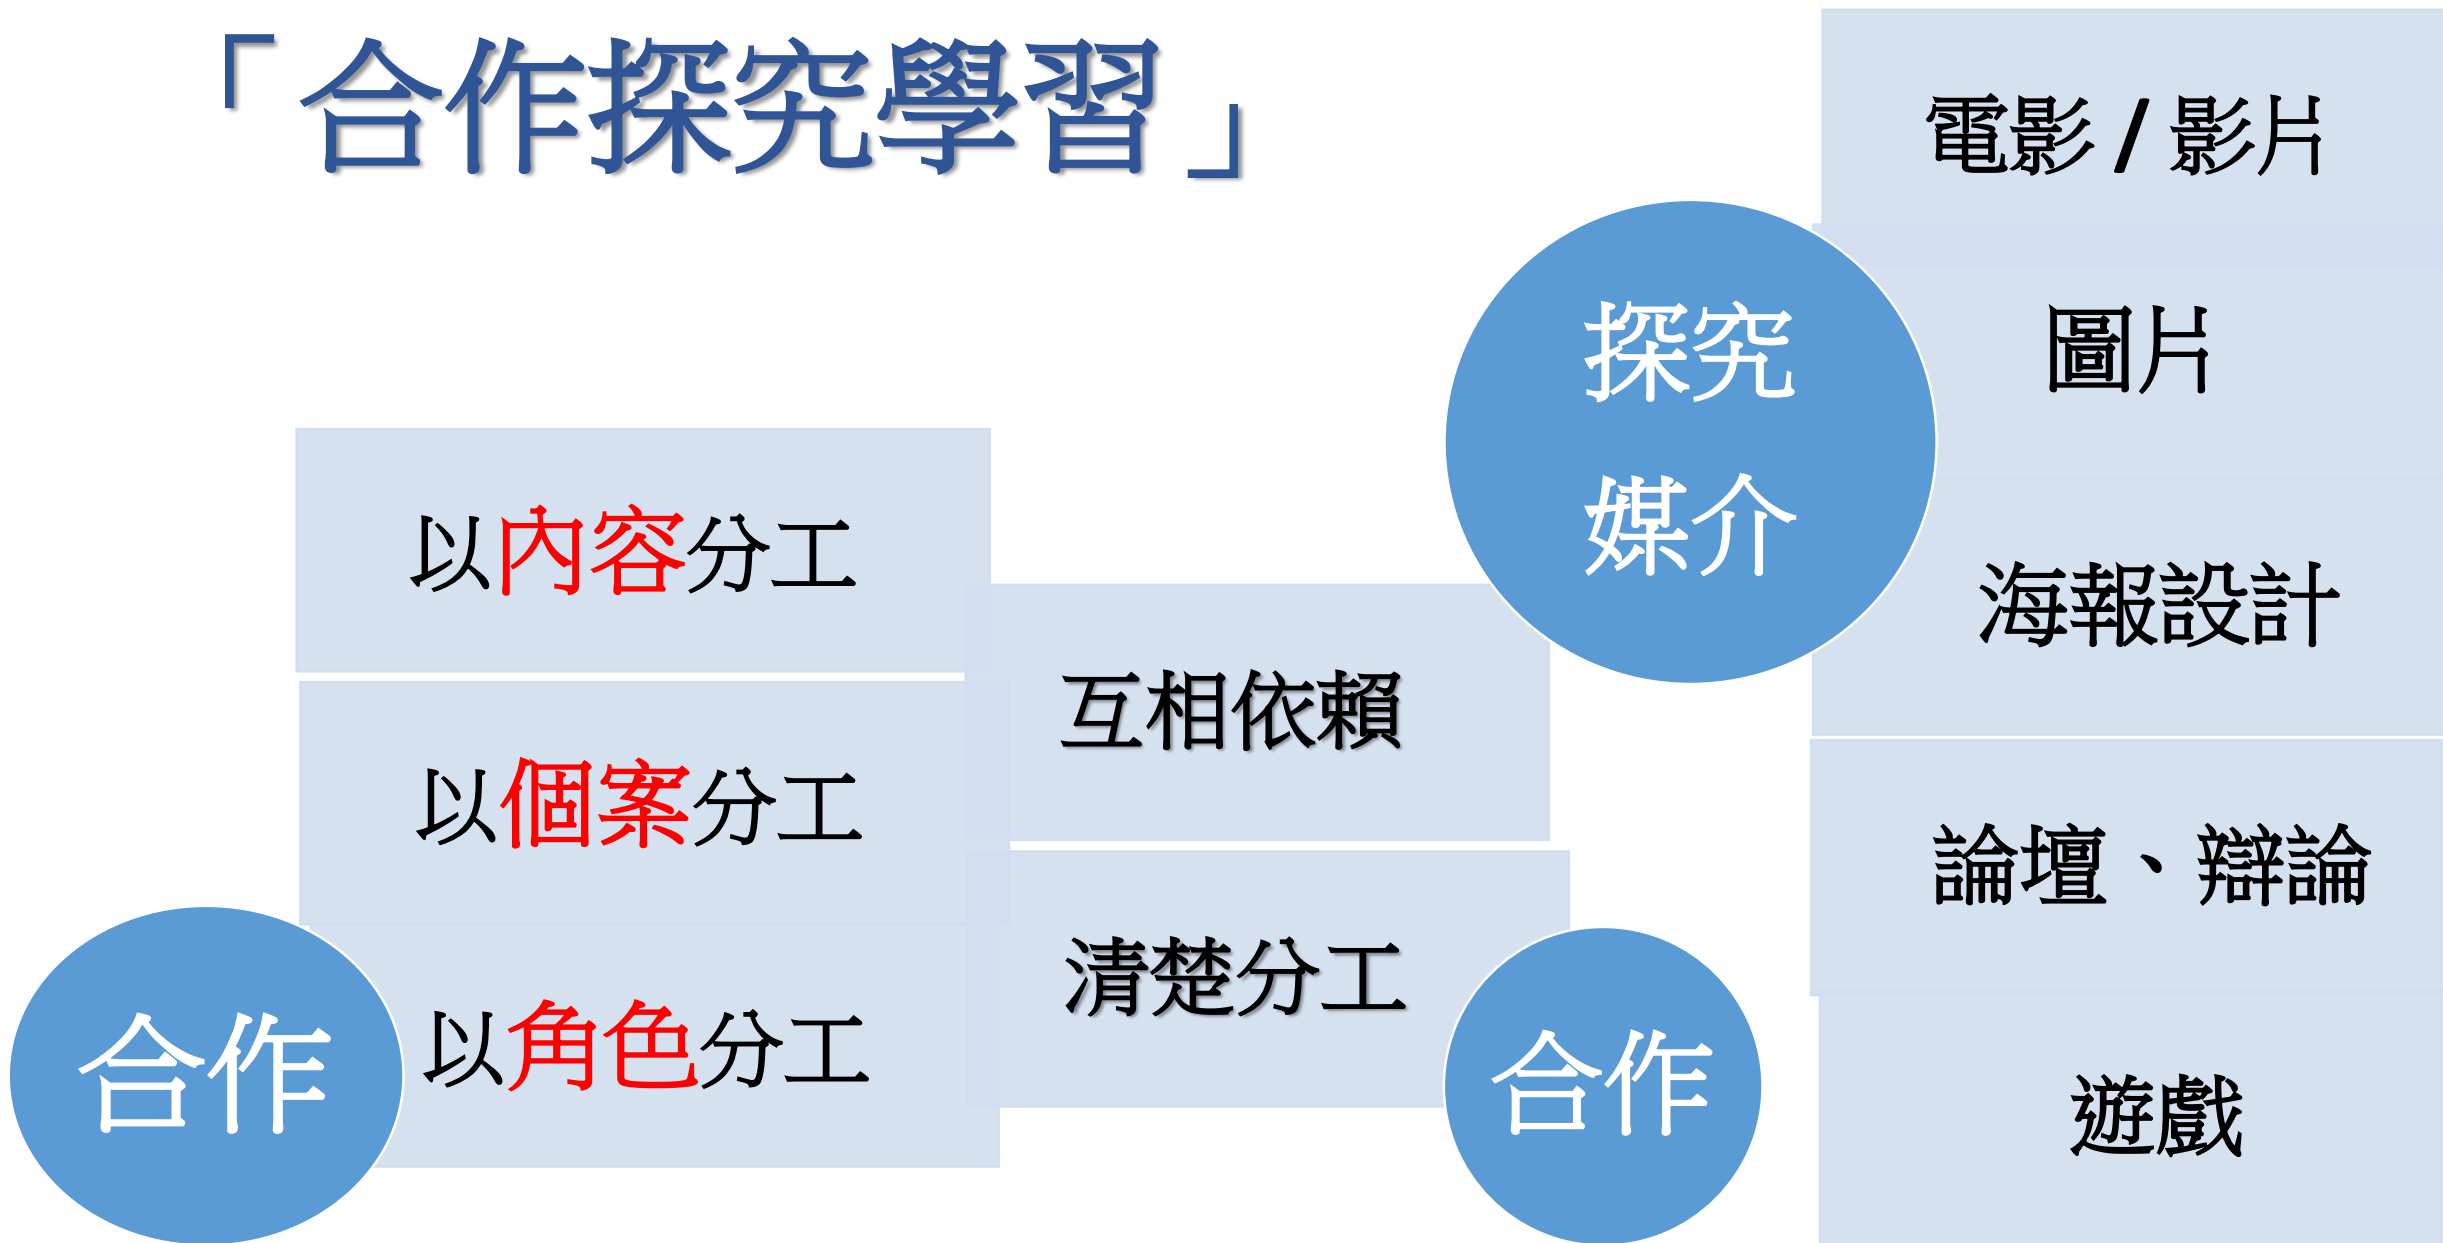 「合作探究學習」
以內容分工
以個案分工
以角色分工
合作
互相依賴
清楚分工
合作
探究
媒介
電影 / 影片
圖片
海報設計
論壇、辯論
遊戲